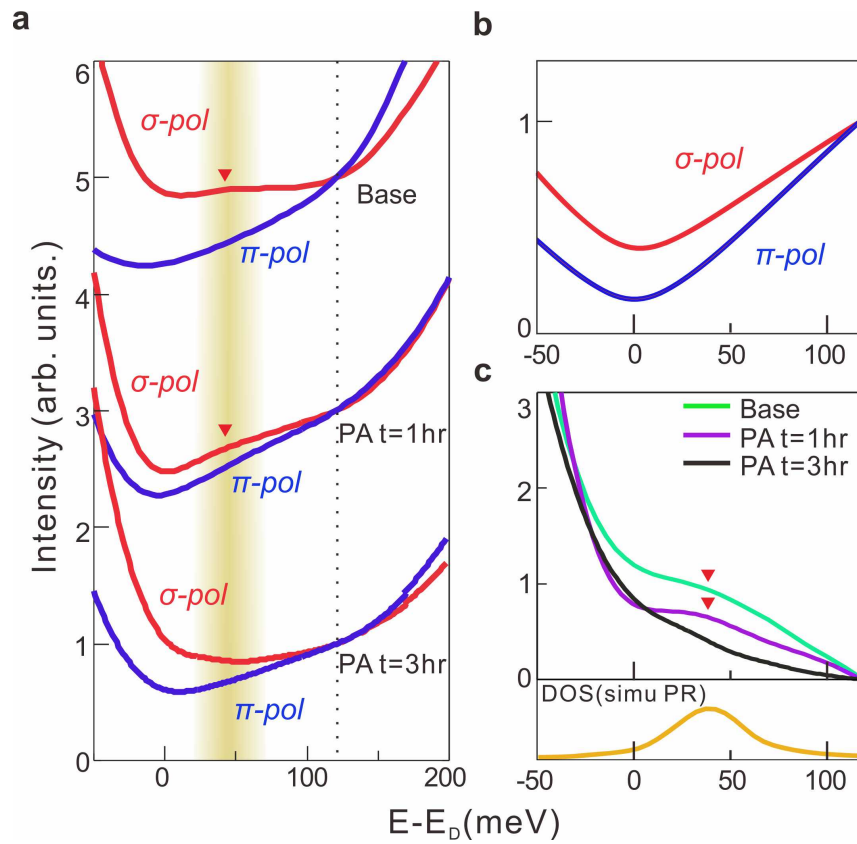 a
Intensity (arb. units.)
6
5
4
3
2
1
0
σ-pol
Base
π-pol
σ-pol
PA t=1hr
π-pol
σ-pol
PA t=3hr
π-pol
0
100
200
b
1
0
σ-pol
π-pol
-50
0
50
100
c
3
2
1
0
Base
PA t=1hr
PA t=3hr
DOS(simu PR)
-50
0
50
100
E-E_D(meV)